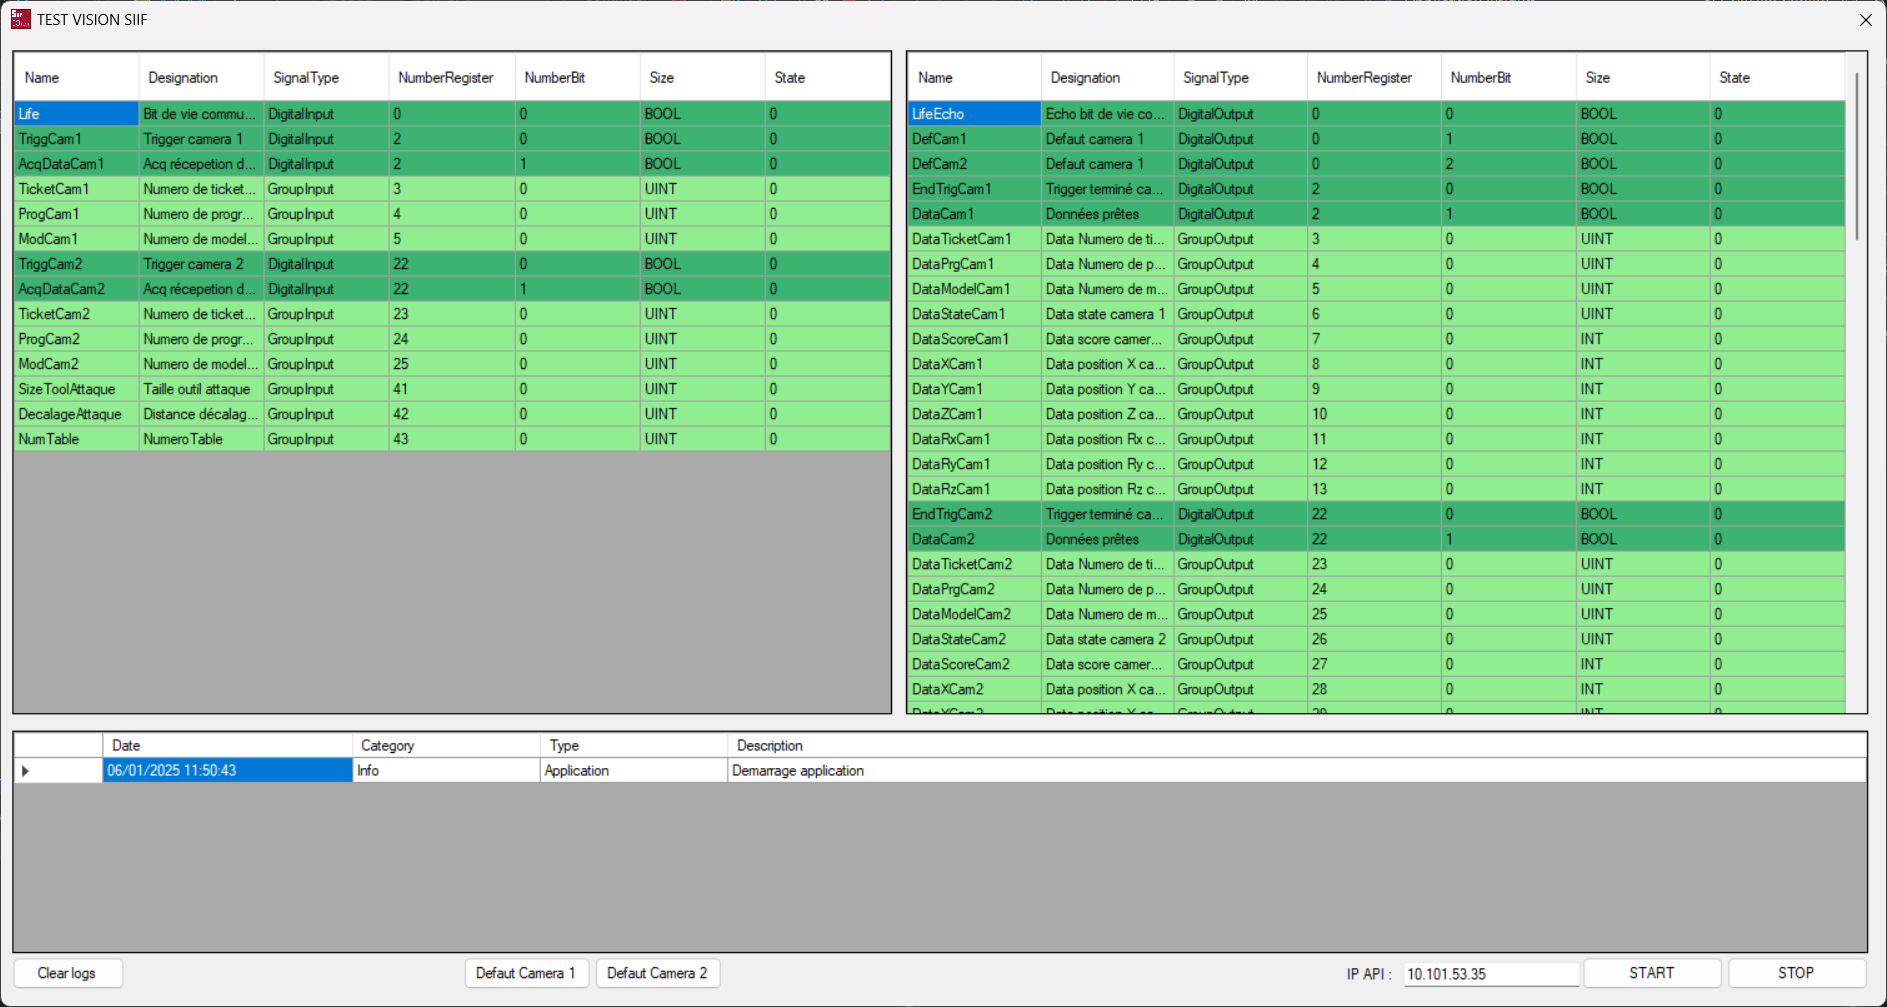 TEST VISION SIIF
Name Designation SignalType NumberRegister NumberBit Size State
Life Bit de vie commu... DigitalInput 0 0 BOOL 0
TriggCam1 Trigger camera 1 DigitalInput 2 0 BOOL 0
AcqDataCam1 Acq récepetion d... DigitalInput 2 1 BOOL 0
TicketCam1 Numero de ticket... GroupInput 3 0 UINT 0
ProgCam1 Numero de progr... GroupInput 4 0 UINT 0
ModCam1 Numero de model... GroupInput 5 0 UINT 0
TriggCam2 Trigger camera 2 DigitalInput 22 0 BOOL 0
AcqDataCam2 Acq récepetion d... DigitalInput 22 1 BOOL 0
TicketCam2 Numero de ticket... GroupInput 23 0 UINT 0
ProgCam2 Numero de progr... GroupInput 24 0 UINT 0
ModCam2 Numero de model... GroupInput 25 0 UINT 0
SizeToolAttaque Taille outil attaque GroupInput 41 0 UINT 0
DecalageAttaque Distance décalag... GroupInput 42 0 UINT 0
NumTable NumeroTable GroupInput 43 0 UINT 0
Name Designation SignalType NumberRegister NumberBit Size State
LifeEcho Echo bit de vie co... DigitalOutput 0 0 BOOL 0
DefCam1 Defaut camera 1 DigitalOutput 0 1 BOOL 0
DefCam2 Defaut camera 1 DigitalOutput 0 2 BOOL 0
EndTrigCam1 Trigger terminé ca... DigitalOutput 2 0 BOOL 0
DataCam1 Données prêtes DigitalOutput 2 1 BOOL 0
DataTicketCam1 Data Numero de ti... GroupOutput 3 0 UINT 0
DataPrgCam1 Data Numero de p... GroupOutput 4 0 UINT 0
DataModelCam1 Data Numero de m... GroupOutput 5 0 UINT 0
DataStateCam1 Data state camera 1 GroupOutput 6 0 UINT 0
DataScoreCam1 Data score camer... GroupOutput 7 0 INT 0
DataXCam1 Data position X ca... GroupOutput 8 0 INT 0
DataYCam1 Data position Y ca... GroupOutput 9 0 INT 0
DataZCam1 Data position Z ca... GroupOutput 10 0 INT 0
DataRxCam1 Data position Rx c... GroupOutput 11 0 INT 0
DataRyCam1 Data position Ry c... GroupOutput 12 0 INT 0
DataRzCam1 Data position Rz c... GroupOutput 13 0 INT 0
EndTrigCam2 Trigger terminé ca... DigitalOutput 22 0 BOOL 0
DataCam2 Données prêtes DigitalOutput 22 1 BOOL 0
DataTicketCam2 Data Numero de ti... GroupOutput 23 0 UINT 0
DataPrgCam2 Data Numero de p... GroupOutput 24 0 UINT 0
DataModelCam2 Data Numero de m... GroupOutput 25 0 UINT 0
DataStateCam2 Data state camera 2 GroupOutput 26 0 UINT 0
DataScoreCam2 Data score camer... GroupOutput 27 0 INT 0
DataXCam2 Data position X ca... GroupOutput 28 0 INT 0
Date Category Type Description
06/01/2025 11:50:43 Info Application Demarrage application
Clear logs Defaut Camera 1 Defaut Camera 2 IP API : 10.101.53.35 START STOP